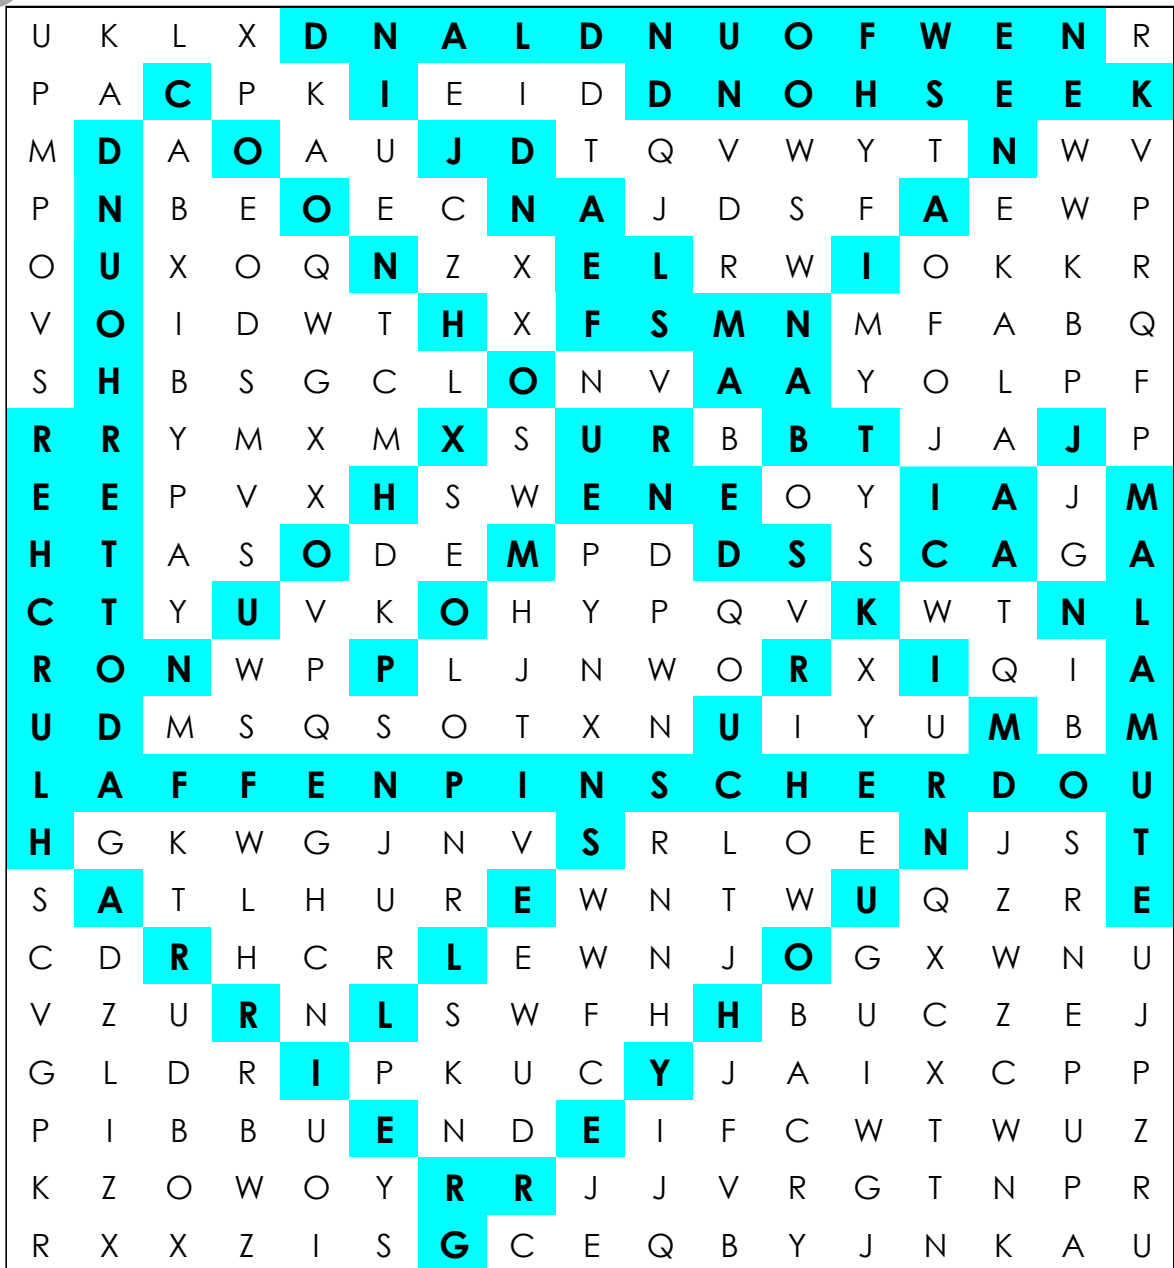 U K L X D N A L D N U O F W E N R
P A C P K I E I D D N O H S E E K
M D A O A U J D T Q V W Y T N W V
P N B E O E C N A J D S F A E W P
O U X O Q N Z X E L R W I O K K R
V O I D W T H X F S M N M F A B Q
S H B S G C L O N V A A Y O L P F
R R Y M X M X S U R B B T J A J P
E E P V X H S W E N E O Y I A J M
H T A S O D E M P D D S S C A G A
C T Y U V K O H Y P Q V K W T N L
R O N W P P L J N W O R X I Q I A
U D M S Q S O T X N U I Y U M B M
L A F F E N P I N S C H E R D O U
H G K W G J N V S R L O E N J S T
S A T L H U R E W N T W U Q Z R E
C D R H C R L E W N J O G X W N U
V Z U R N L S W F H H B U C Z E J
G L D R I P K U C Y J A I X C P P
P I B B U E N D E I F C W T W U Z
K Z O W O Y R R J J V R G T N P R
R X X Z I S G C E Q B Y J N K A U